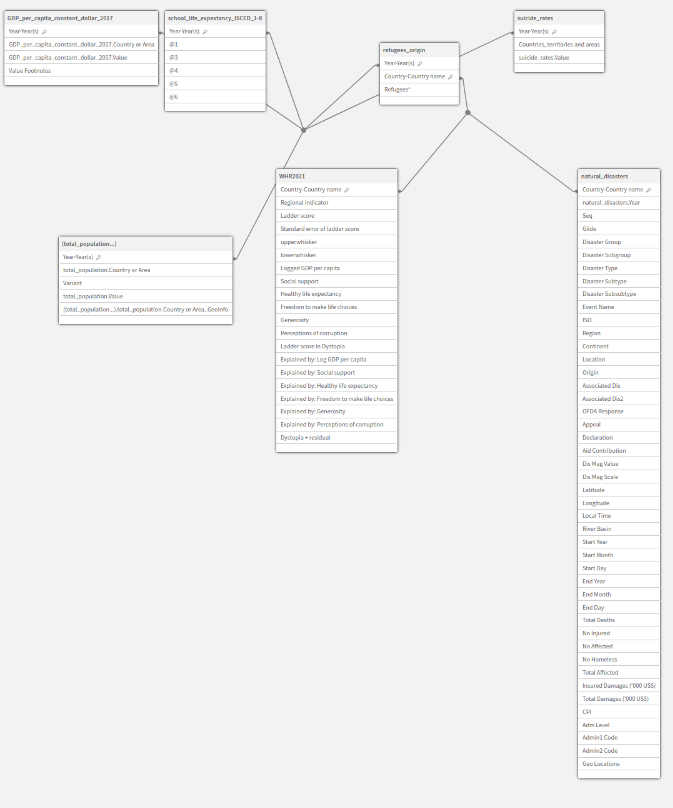 GDP_per_capita_constant_dollar_2017
Year-Year(s)
GDP_per_capita_constant_dollar_2017.Country or Area
GDP_per_capita_constant_dollar_2017.Value
Value Footnotes
school_life_expectancy_ISCED_1-8
Year-Year(s)
@1
@3
@4
@5
@6
refugees_origin
Year-Year(s)
Country-Country name
Refugees*
suicide_rates
Year-Year(s)
Countries, territories and areas
suicide_rates.Value
(total_population...)
Year-Year(s)
total_population.Country or Area
Variant
total_population.Value
(total_population...).total_population.Country or Area_GeoInfo
WHR2021
Country-Country name
Regional indicator
Ladder score
Standard error of ladder score
upperwhisker
lowerwhisker
Logged GDP per capita
Social support
Healthy life expectancy
Freedom to make life choices
Generosity
Perceptions of corruption
Ladder score in Dystopia
Explained by: Log GDP per capita
Explained by: Social support
Explained by: Healthy life expectancy
Explained by: Freedom to make life choices
Explained by: Generosity
Explained by: Perceptions of corruption
Dystopia + residual
natural_disasters
Country-Country name
natural_disasters.Year
Seq
Glide
Disaster Group
Disaster Subgroup
Disaster Type
Disaster Subtype
Disaster Subsubtype
Event Name
ISO
Region
Continent
Location
Origin
Associated Dis
Associated Dis2
OFDA Response
Appeal
Declaration
Aid Contribution
Dis Mag Value
Dis Mag Scale
Latitude
Longitude
Local Time
River Basin
Start Year
Start Month
Start Day
End Year
End Month
End Day
Total Deaths
No Injured
No Affected
No Homeless
Total Affected
Insured Damages ('000 US$)
Total Damages ('000 US$)
CPI
Adm Level
Admin1 Code
Admin2 Code
Geo Locations